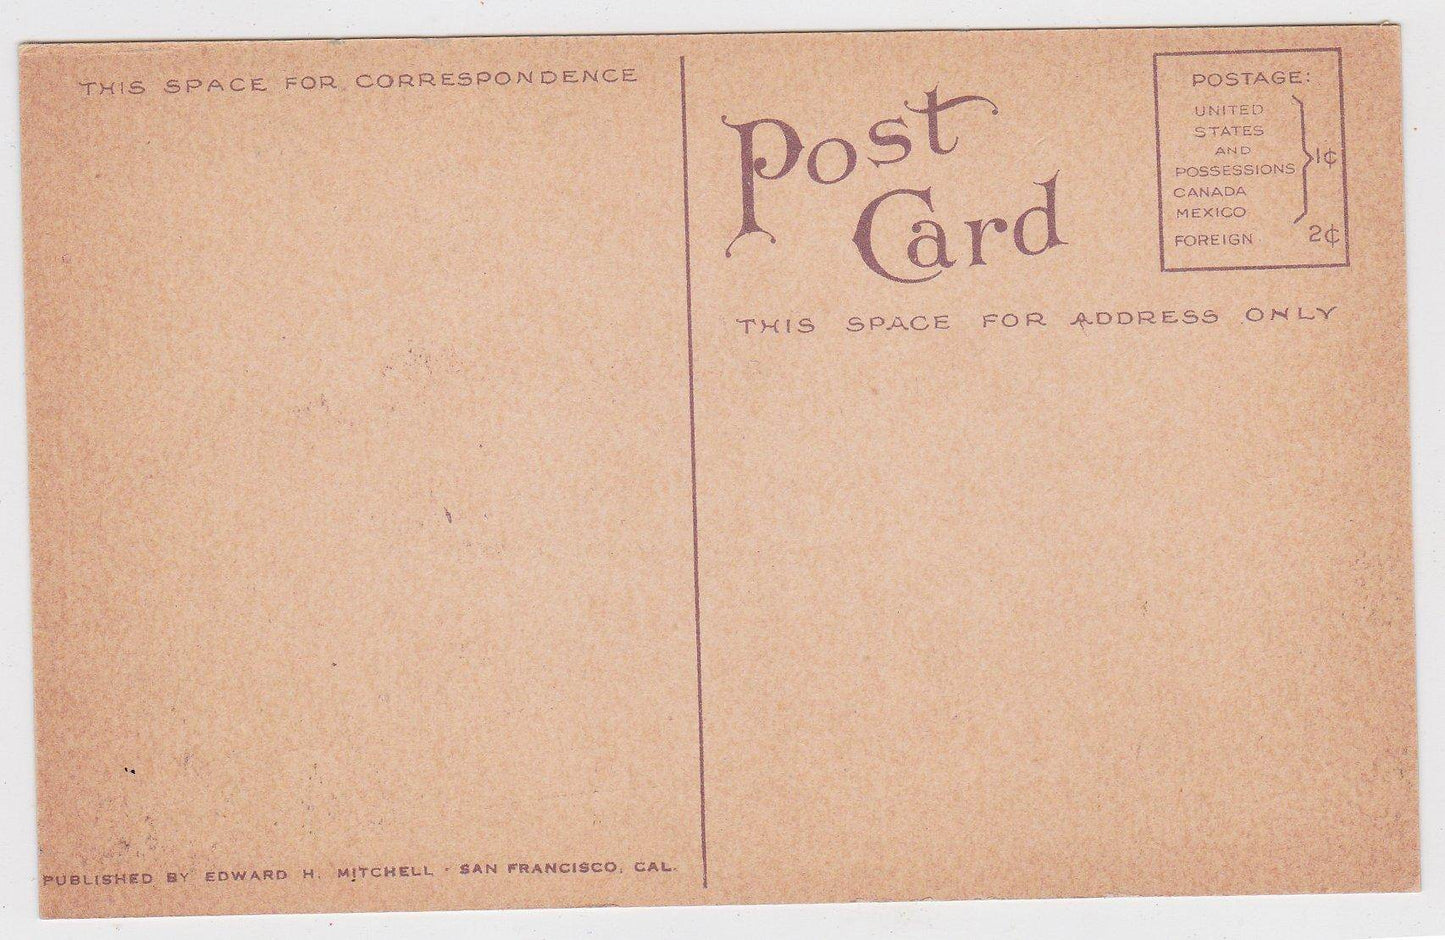 THIS SPACE FOR CORRESPONDENCE
Post
Card
POSTAGE:
UNITED
STATES
AND
POSSESSIONS
CANADA
MEXICO
1¢
FOREIGN 2¢
THIS SPACE FOR ADDRESS ONLY
PUBLISHED BY EDWARD H. MITCHELL - SAN FRANCISCO, CAL.